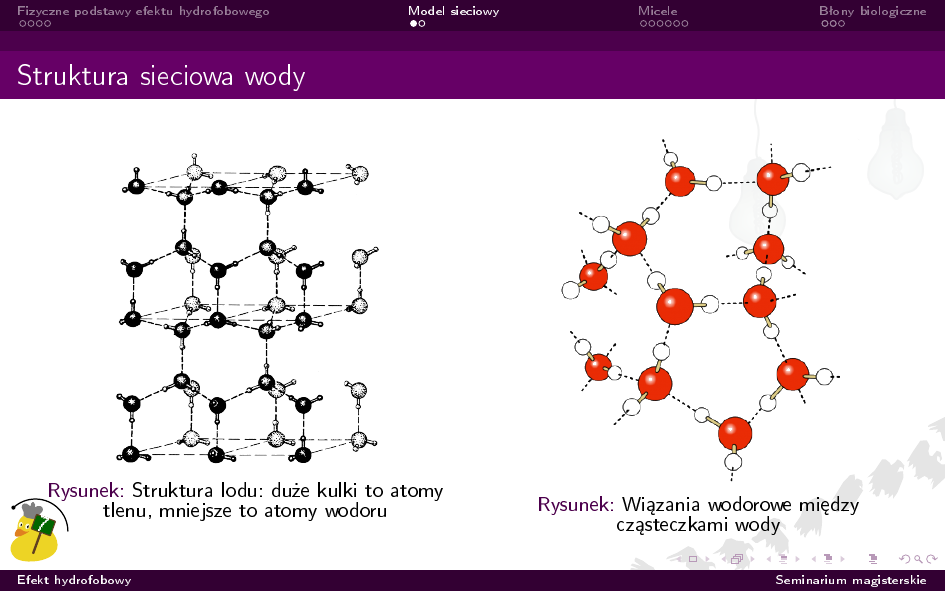 Fizyczne podstawy efektu hydrofobowego
Model sieciowy
Micele
Błony biologiczne
Struktura sieciowa wody
Rysunek: Struktura lodu: duże kulki to atomy
tlenu, mniejsze to atomy wodoru
Rysunek: Wiązania wodorowe między
cząsteczkami wody
Efekt hydrofobowy
Seminarium magisterskie